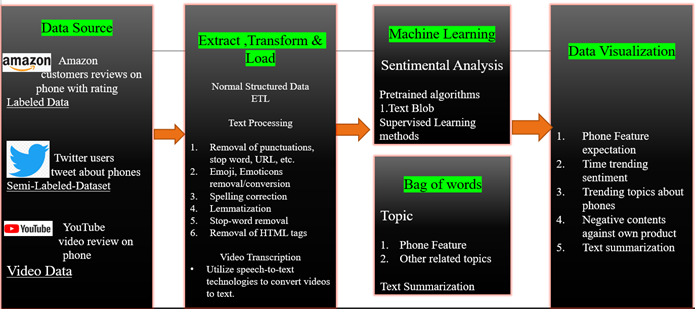 Data Source
amazon
Amazon
customers reviews on
phone with rating
Labeled Data
Twitter users
tweet about phones
Semi-Labeled-Dataset
YouTube
YouTube
video review on
phone
Video Data
Extract ,Transform &
Load
Normal Structured Data
ETL
Text Processing
1. Removal of punctuations,
stop word, URL, etc.
2. Emoji, Emoticons
removal/conversion
3. Spelling correction
4. Lemmatization
5. Stop-word removal
6. Removal of HTML tags
Video Transcription
• Utilize speech-to-text
technologies to convert videos
to text.
Machine Learning
Sentimental Analysis
Pretrained algorithms
1.Text Blob
Supervised Learning
methods
Bag of words
Topic
1. Phone Feature
2. Other related topics
Text Summarization
Data Visualization
1. Phone Feature
expectation
2. Time trending
sentiment
3. Trending topics about
phones
4. Negative contents
against own product
5. Text summarization